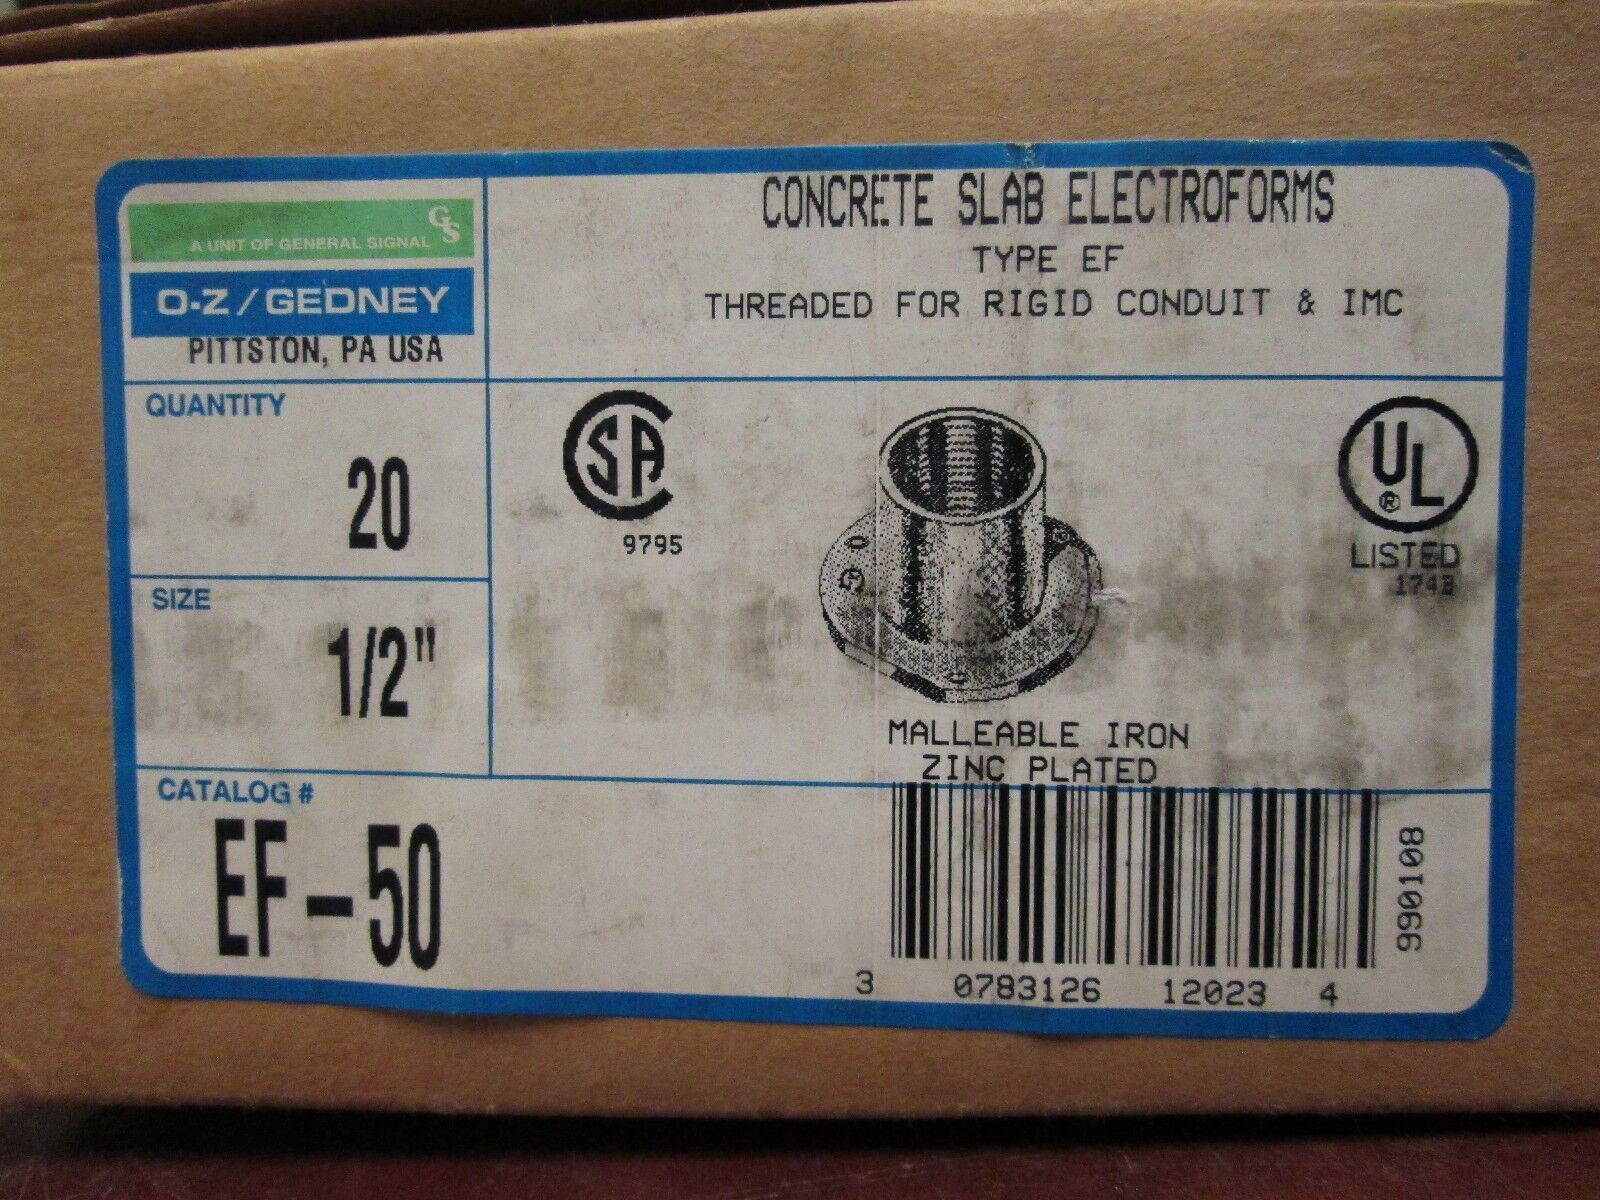 GS
A UNIT OF GENERAL SIGNAL
O-Z/GEDNEY
PITTSTON, PA USA
CONCRETE SLAB ELECTROFORMS
TYPE EF
THREADED FOR RIGID CONDUIT & IMC
QUANTITY
20
SIZE
1/2"
CATALOG #
EF-50
SA
9795
UL
®
LISTED
174B
MALLEABLE IRON
ZINC PLATED
990108
3 0783126 12023 4